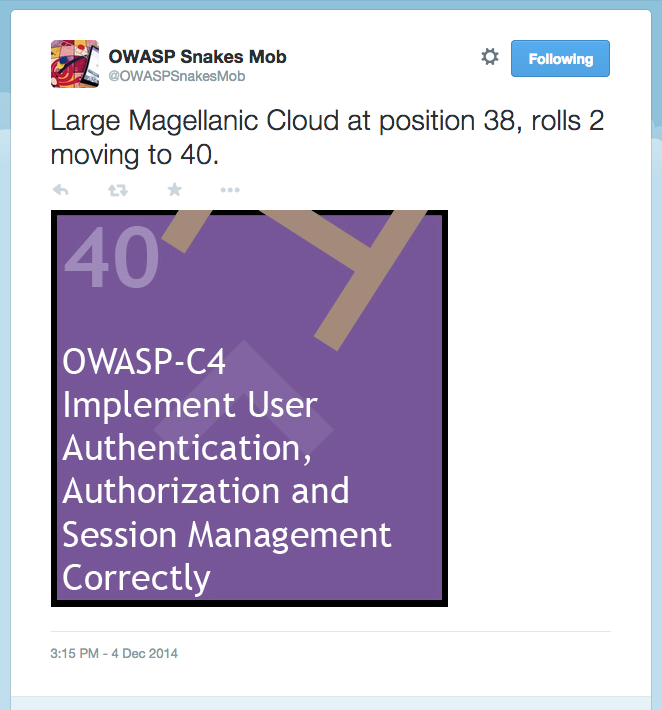 OWASP Snakes Mob
@OWASPSnakesMob
Following
Large Magellanic Cloud at position 38, rolls 2
moving to 40.
40
OWASP-C4
Implement User
Authentication,
Authorization and
Session Management
Correctly
3:15 PM - 4 Dec 2014